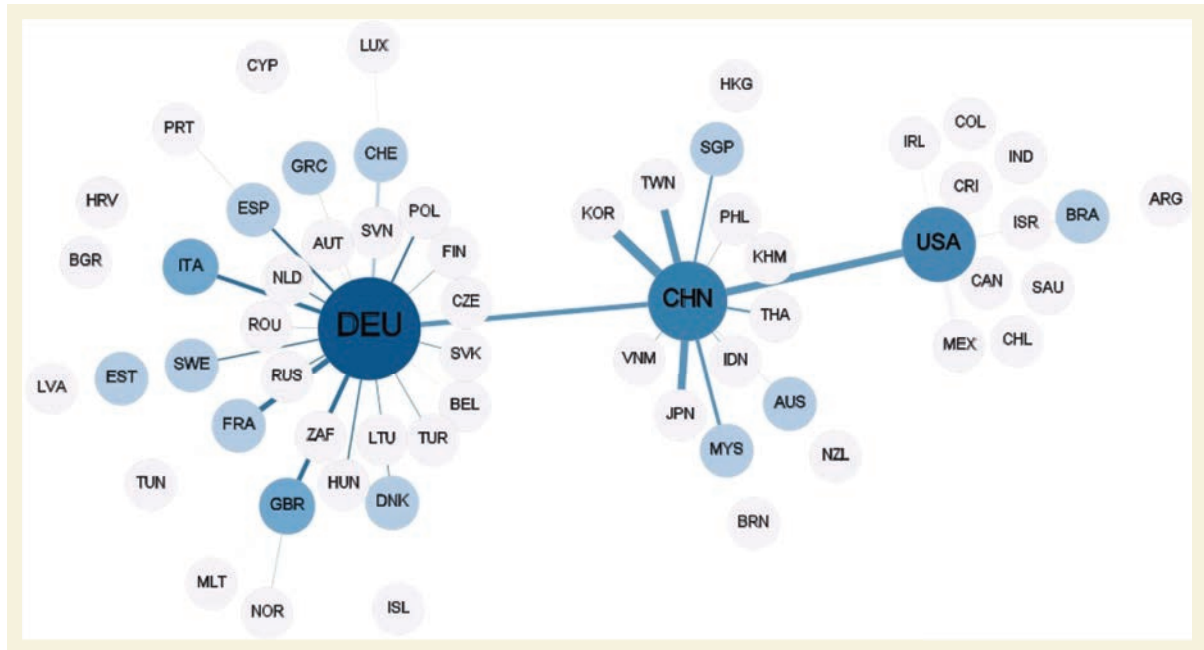 LUX
CYP
HKG
PRT
COL
IRL
SGP
IND
CHE
GRC
TWN
CRI
HRV
ESP
POL
KOR
PHL
ISR
BRA
ARG
AUT
SVN
USA
FIN
BGR
ITA
KHM
NLD
CAN
SAU
CHN
CZE
DEU
ROU
THA
CHL
MEX
SVK
VNM
IDN
SWE
RUS
EST
LVA
BEL
AUS
JPN
FRA
ZAF
LTU
TUR
MYS
NZL
TUN
HUN
DNK
GBR
BRN
MLT
NOR
ISL